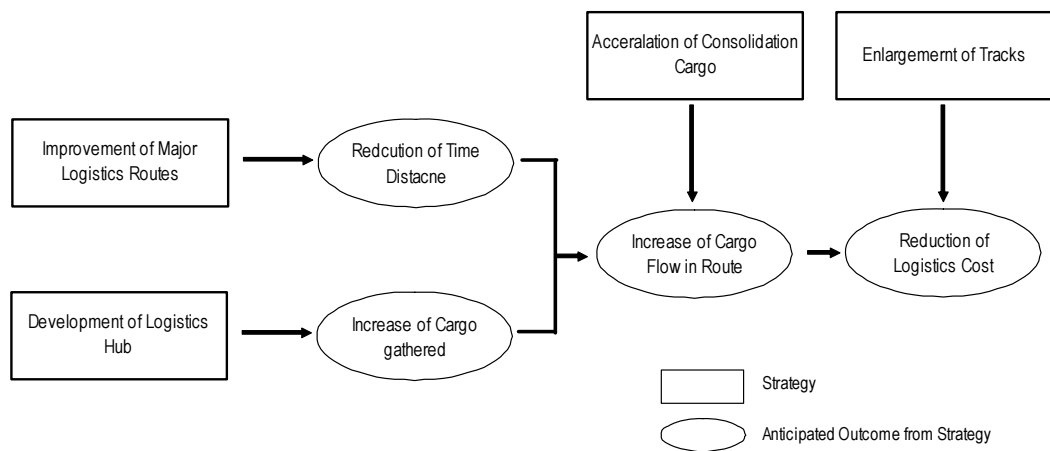 Acceralation of Consolidation
Cargo
Enlargemernt of Tracks
Improvement of Major
Logistics Routes
Redcution of Time
Distacne
Increase of Cargo
Flow in Route
Reduction of
Logistics Cost
Development of Logistics
Hub
Increase of Cargo
gathered
Strategy
Anticipated Outcome from Strategy